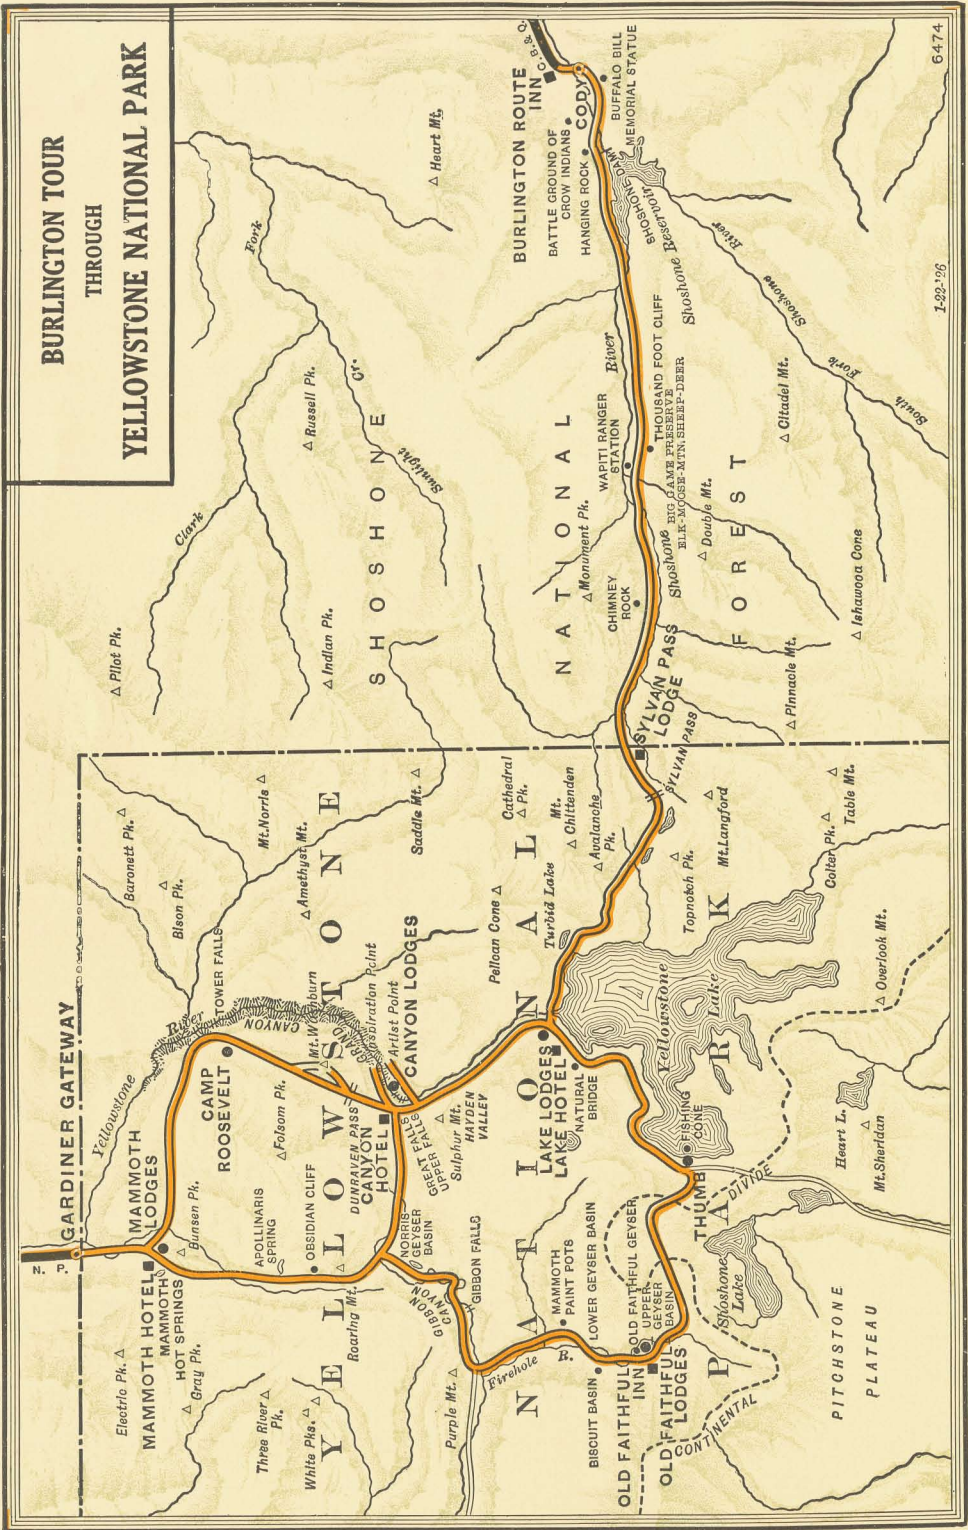 BURLINGTON TOUR
THROUGH
YELLOWSTONE NATIONAL PARK
GARDINER GATEWAY
N. P.
Yellowstone
River
MAMMOTH
LODGES
MAMMOTH HOTEL
MAMMOTH
HOT SPRINGS
Electric Pk.
Gray Pk.
Bunsen Pk.
APOLLINARIS
SPRING
OBSIDIAN CLIFF
Roaring Mt.
Three River
Pk.
White Pks.
Purple Mt.
CAMP
ROOSEVELT
TOWER FALLS
Folsom Pk.
Mt.Washburn
DUNRAVEN PASS
GRAND
CANYON
Inspiration Point
Artist Point
CANYON LODGES
CANYON
HOTEL
GREAT FALLS
UPPER FALLS
Sulphur Mt.
HAYDEN
VALLEY
NORRIS
GEYSER
BASIN
GIBBON
CANYON
GIBBON FALLS
Firehole
R.
MAMMOTH
PAINT POTS
LOWER GEYSER BASIN
BISCUIT BASIN
OLD FAITHFUL GEYSER
UPPER
GEYSER
BASIN
OLD FAITHFUL
INN
OLD FAITHFUL
LODGES
CONTINENTAL
DIVIDE
Shoshone
Lake
THUMB
FISHING
CONE
NATURAL
BRIDGE
LAKE LODGES
LAKE HOTEL
Yellowstone
Lake
Heart L.
Mt.Sheridan
Overlook Mt.
PITCHSTONE
PLATEAU
YELLOWSTONE
NATIONAL
PARK
Baronett Pk.
Bison Pk.
Mt.Norris
Amethyst Mt.
Saddle Mt.
Pelican Cone
Turbid Lake
Cathedral
Pk.
Mt.
Chittenden
Avalanche
Pk.
Topnotch Pk.
Mt.Langford
Colter Pk.
Table Mt.
SYLVAN PASS
SYLVAN PASS
LODGE
Pilot Pk.
Indian Pk.
Clark
Fork
Russell Pk.
Sunlight
Cr.
Heart Mt.
SHOSHONE
NATIONAL
FOREST
Monument Pk.
CHIMNEY
ROCK
WAPITI RANGER
STATION
Shoshone
River
THOUSAND FOOT CLIFF
BIG GAME PRESERVE
ELK-MOOSE-MTN.SHEEP-DEER
Double Mt.
Pinnacle Mt.
Ishawooa Cone
Citadel Mt.
South
Fork
Shoshone
River
Shoshone Reservoir
SHOSHONE DAM
HANGING ROCK
BATTLE GROUND OF
CROW INDIANS
BURLINGTON ROUTE
INN
CODY
C. B. & Q.
BUFFALO BILL
MEMORIAL STATUE
1-22-'26
6474